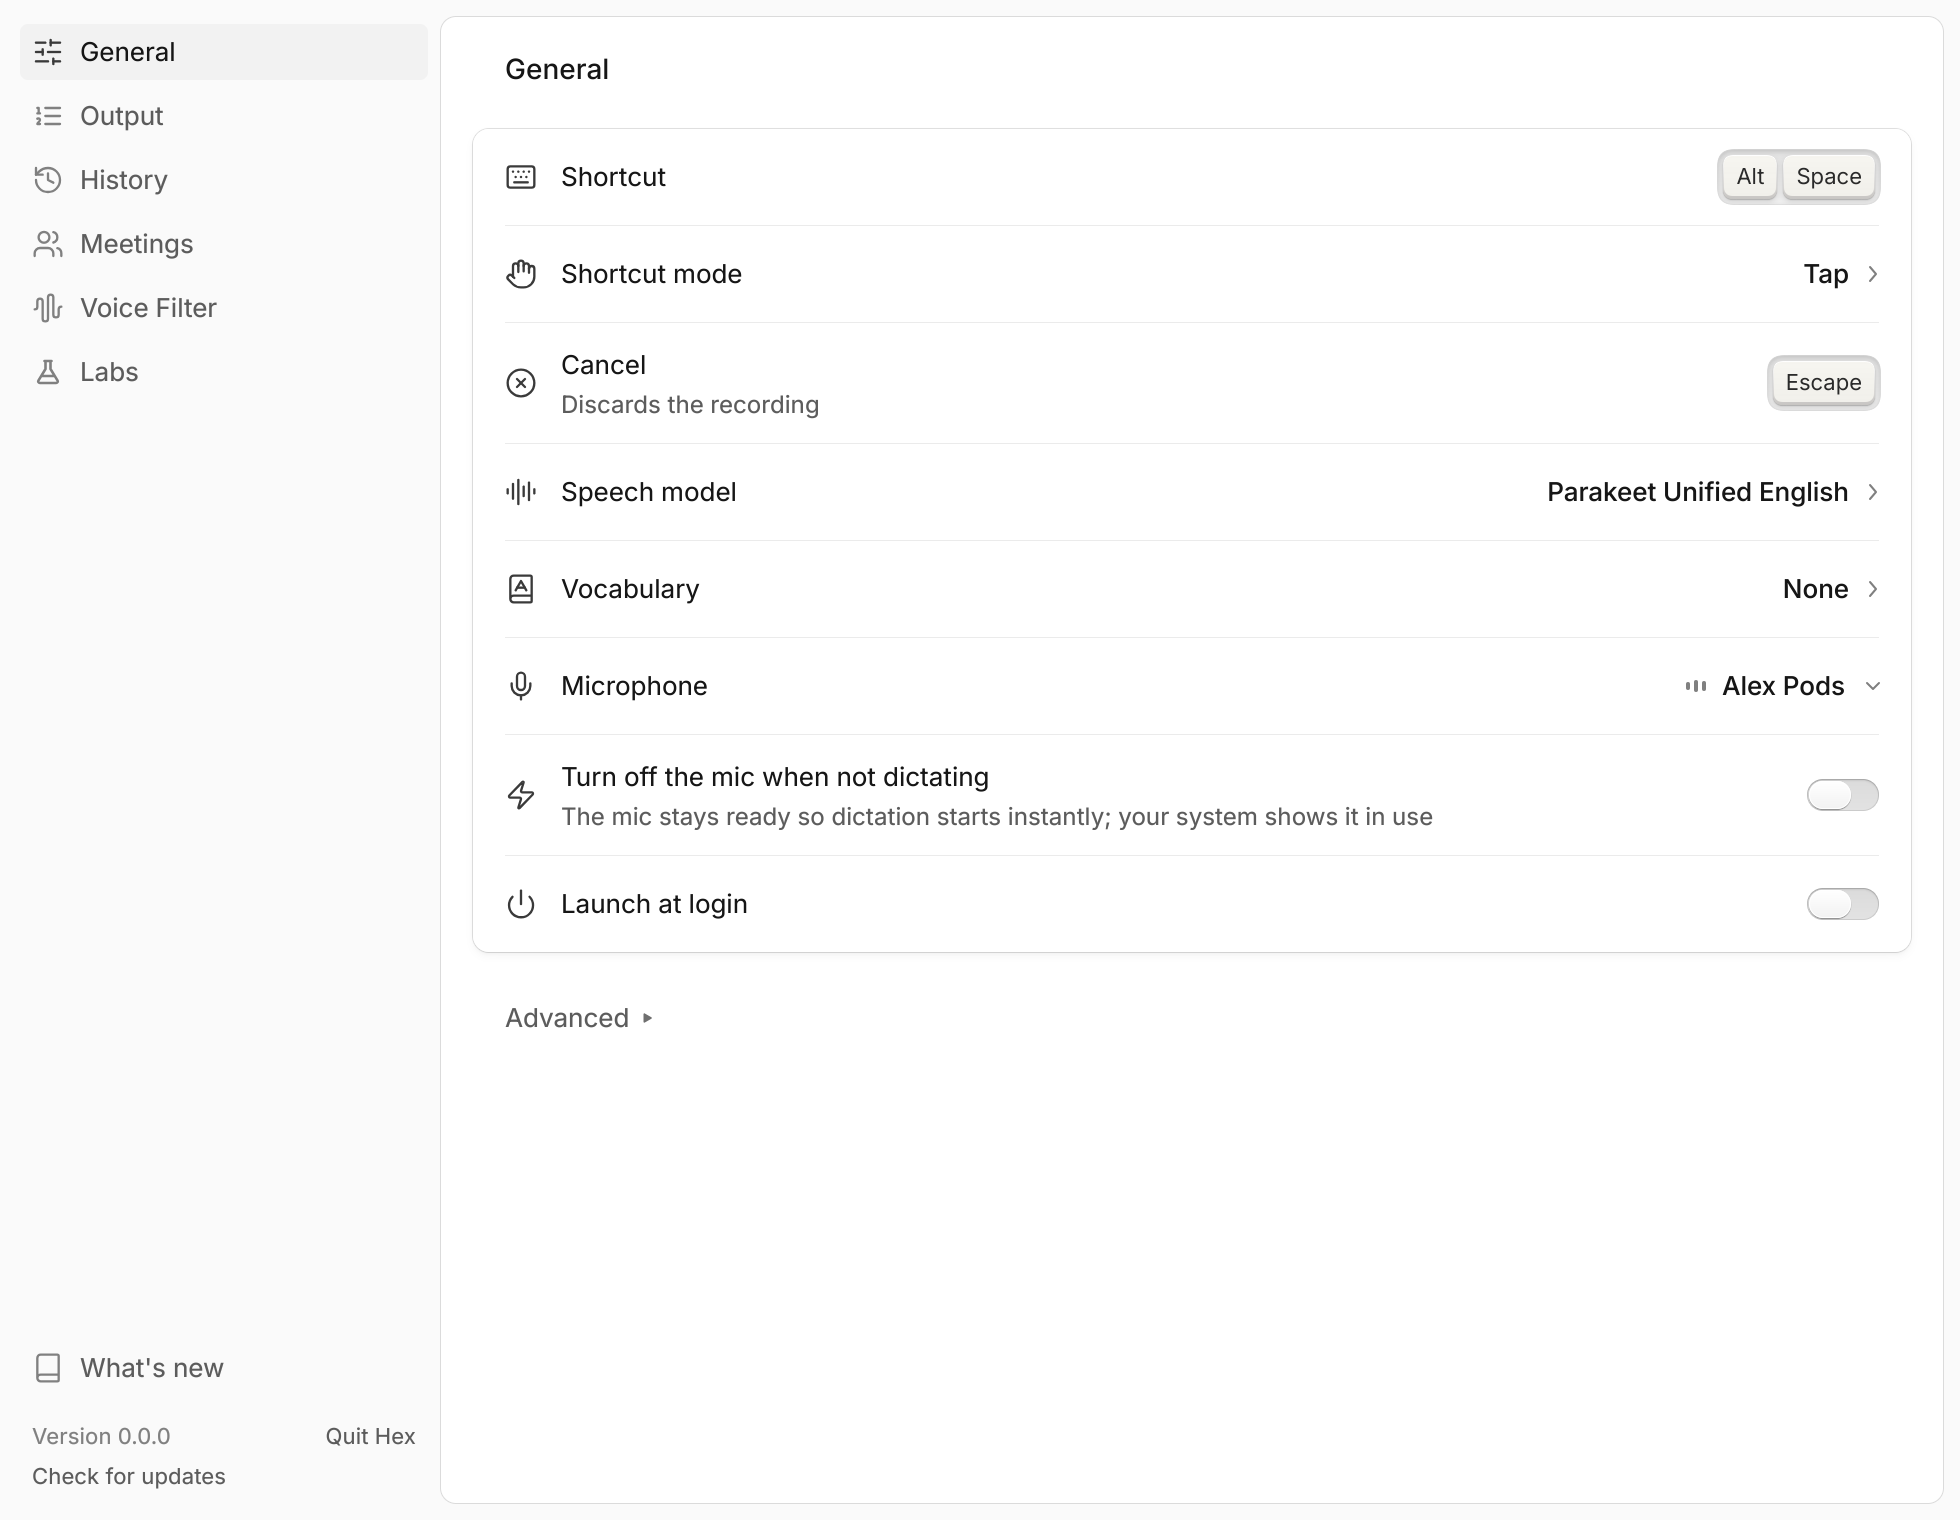 General
Output
History
Meetings
Voice Filter
Labs
What's new
Version 0.0.0
Quit Hex
Check for updates
General
Shortcut
Alt Space
Shortcut mode
Tap
Cancel
Discards the recording
Escape
Speech model
Parakeet Unified English
Vocabulary
None
Microphone
Alex Pods
Turn off the mic when not dictating
The mic stays ready so dictation starts instantly; your system shows it in use
Launch at login
Advanced